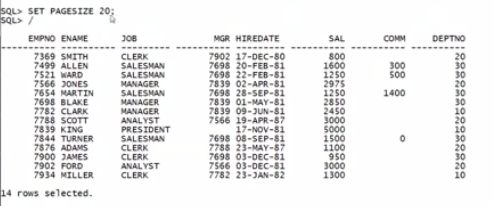 SQL> SET PAGESIZE 20;
SQL> /
EMPNO ENAME JOB MGR HIREDATE SAL COMM DEPTNO
---------- ---------- --------- ---------- --------- ---------- ---------- ----------
7369 SMITH CLERK 7902 17-DEC-80 800 20
7499 ALLEN SALESMAN 7698 20-FEB-81 1600 300 30
7521 WARD SALESMAN 7698 22-FEB-81 1250 500 30
7566 JONES MANAGER 7839 02-APR-81 2975 20
7654 MARTIN SALESMAN 7698 28-SEP-81 1250 1400 30
7698 BLAKE MANAGER 7839 01-MAY-81 2850 30
7782 CLARK MANAGER 7839 09-JUN-81 2450 10
7788 SCOTT ANALYST 7566 19-APR-87 3000 20
7839 KING PRESIDENT 17-NOV-81 5000 10
7844 TURNER SALESMAN 7698 08-SEP-81 1500 0 30
7876 ADAMS CLERK 7788 23-MAY-87 1100 20
7900 JAMES CLERK 7698 03-DEC-81 950 30
7902 FORD ANALYST 7566 03-DEC-81 3000 20
7934 MILLER CLERK 7782 23-JAN-82 1300 10
14 rows selected.